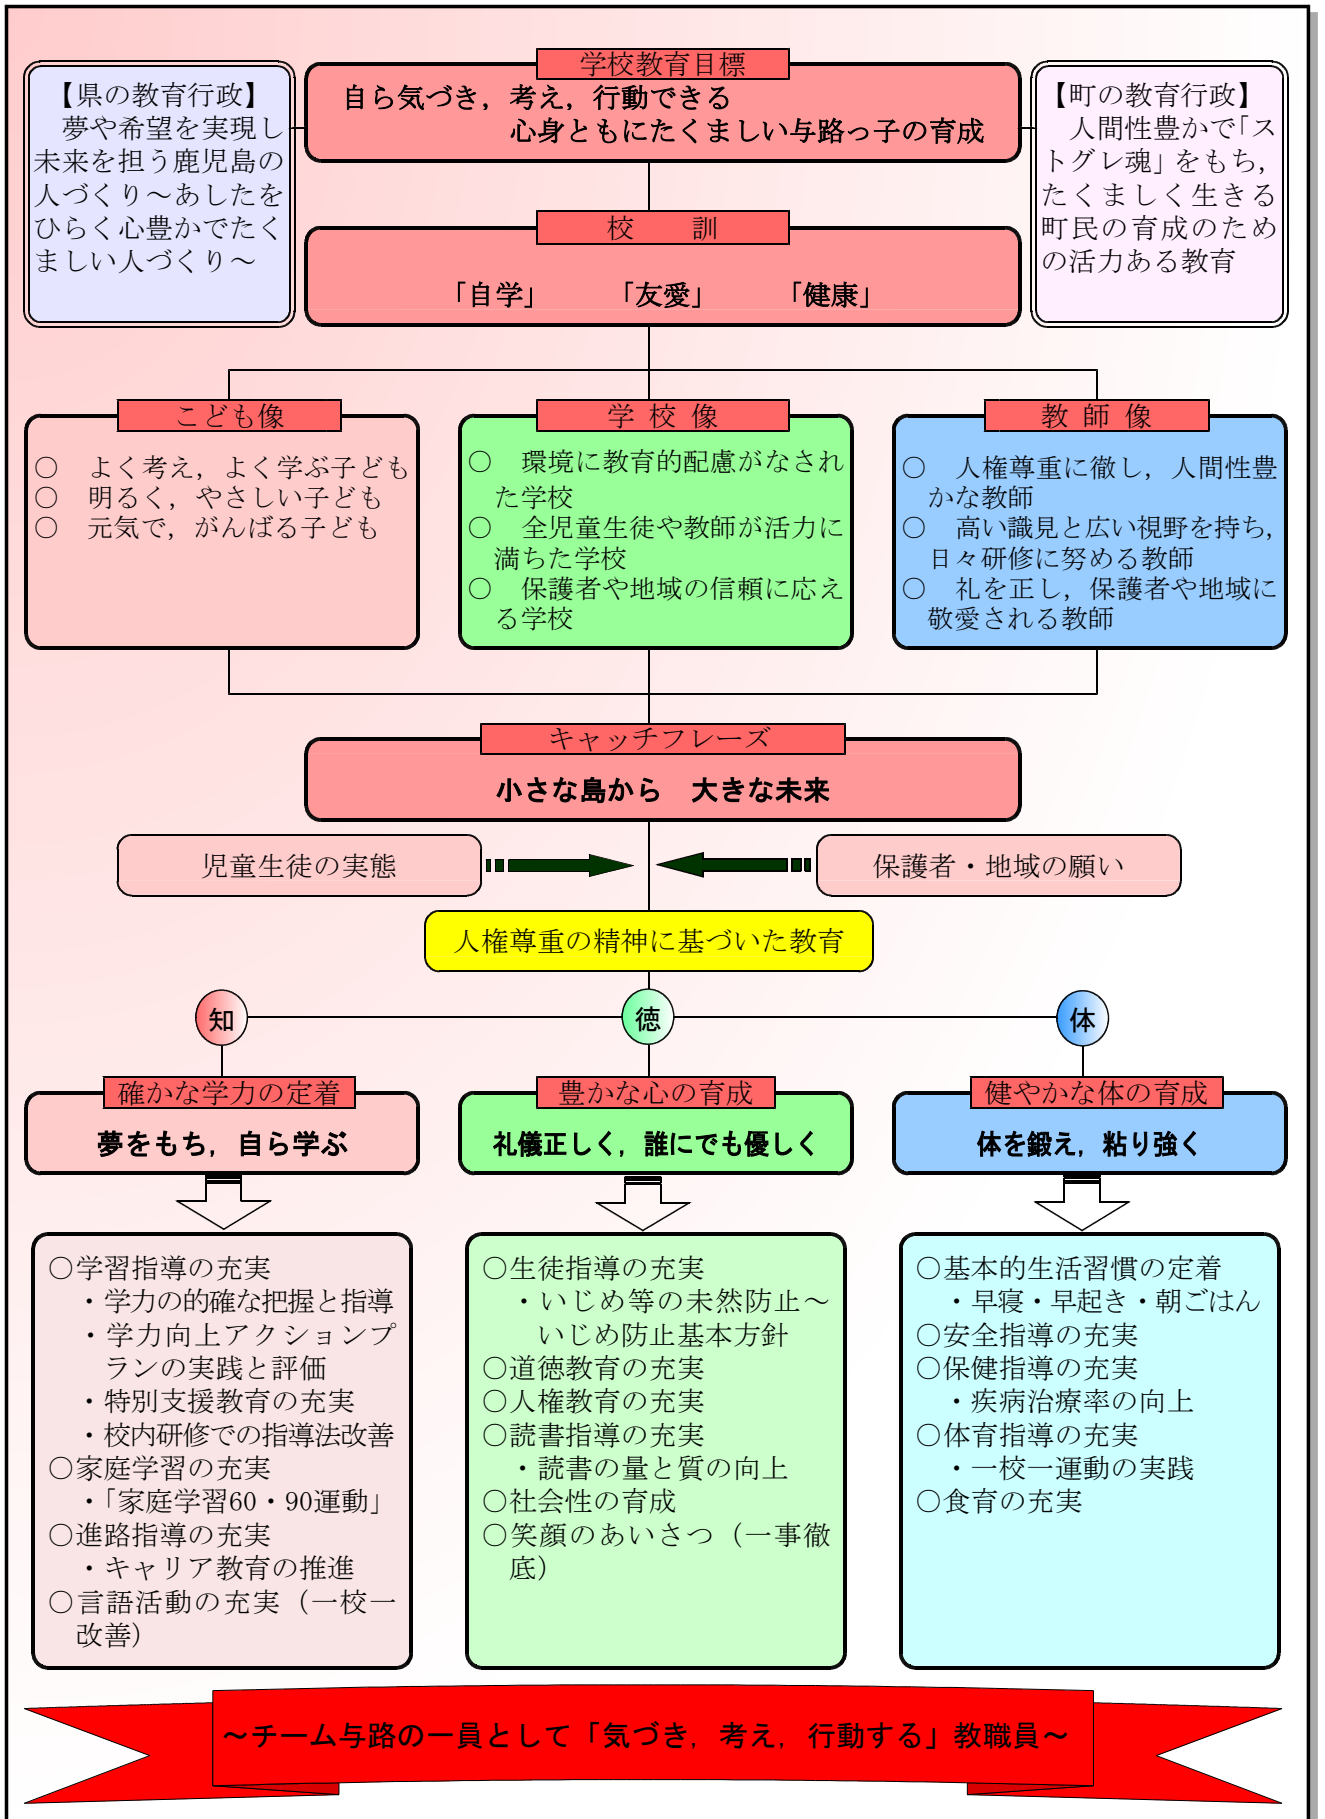 学校教育目標
自ら気づき，考え，行動できる
心身ともにたくましい与路っ子の育成
【県の教育行政】
夢や希望を実現し
未来を担う鹿児島の
人づくり～あしたを
ひらく心豊かでたく
ましい人づくり～
【町の教育行政】
人間性豊かで「ス
トグレ魂」をもち，
たくましく生きる
町民の育成のため
の活力ある教育
校　訓
「自学」　「友愛」　「健康」
こども像
○　よく考え，よく学ぶ子ども
○　明るく，やさしい子ども
○　元気で，がんばる子ども
学 校 像
○　環境に教育的配慮がなされ
た学校
○　全児童生徒や教師が活力に
満ちた学校
○　保護者や地域の信頼に応え
る学校
教 師 像
○　人権尊重に徹し，人間性豊
かな教師
○　高い識見と広い視野を持ち，
日々研修に努める教師
○　礼を正し，保護者や地域に
敬愛される教師
キャッチフレーズ
小さな島から　大きな未来
児童生徒の実態
保護者・地域の願い
人権尊重の精神に基づいた教育
知
徳
体
確かな学力の定着
夢をもち，自ら学ぶ
豊かな心の育成
礼儀正しく，誰にでも優しく
健やかな体の育成
体を鍛え，粘り強く
○学習指導の充実
・学力の的確な把握と指導
・学力向上アクションプ
ランの実践と評価
・特別支援教育の充実
・校内研修での指導法改善
○家庭学習の充実
・「家庭学習60・90運動」
○進路指導の充実
・キャリア教育の推進
○言語活動の充実（一校一
改善）
○生徒指導の充実
・いじめ等の未然防止～
いじめ防止基本方針
○道徳教育の充実
○人権教育の充実
○読書指導の充実
・読書の量と質の向上
○社会性の育成
○笑顔のあいさつ（一事徹
底）
○基本的生活習慣の定着
・早寝・早起き・朝ごはん
○安全指導の充実
○保健指導の充実
・疾病治療率の向上
○体育指導の充実
・一校一運動の実践
○食育の充実
～チーム与路の一員として「気づき，考え，行動する」教職員～